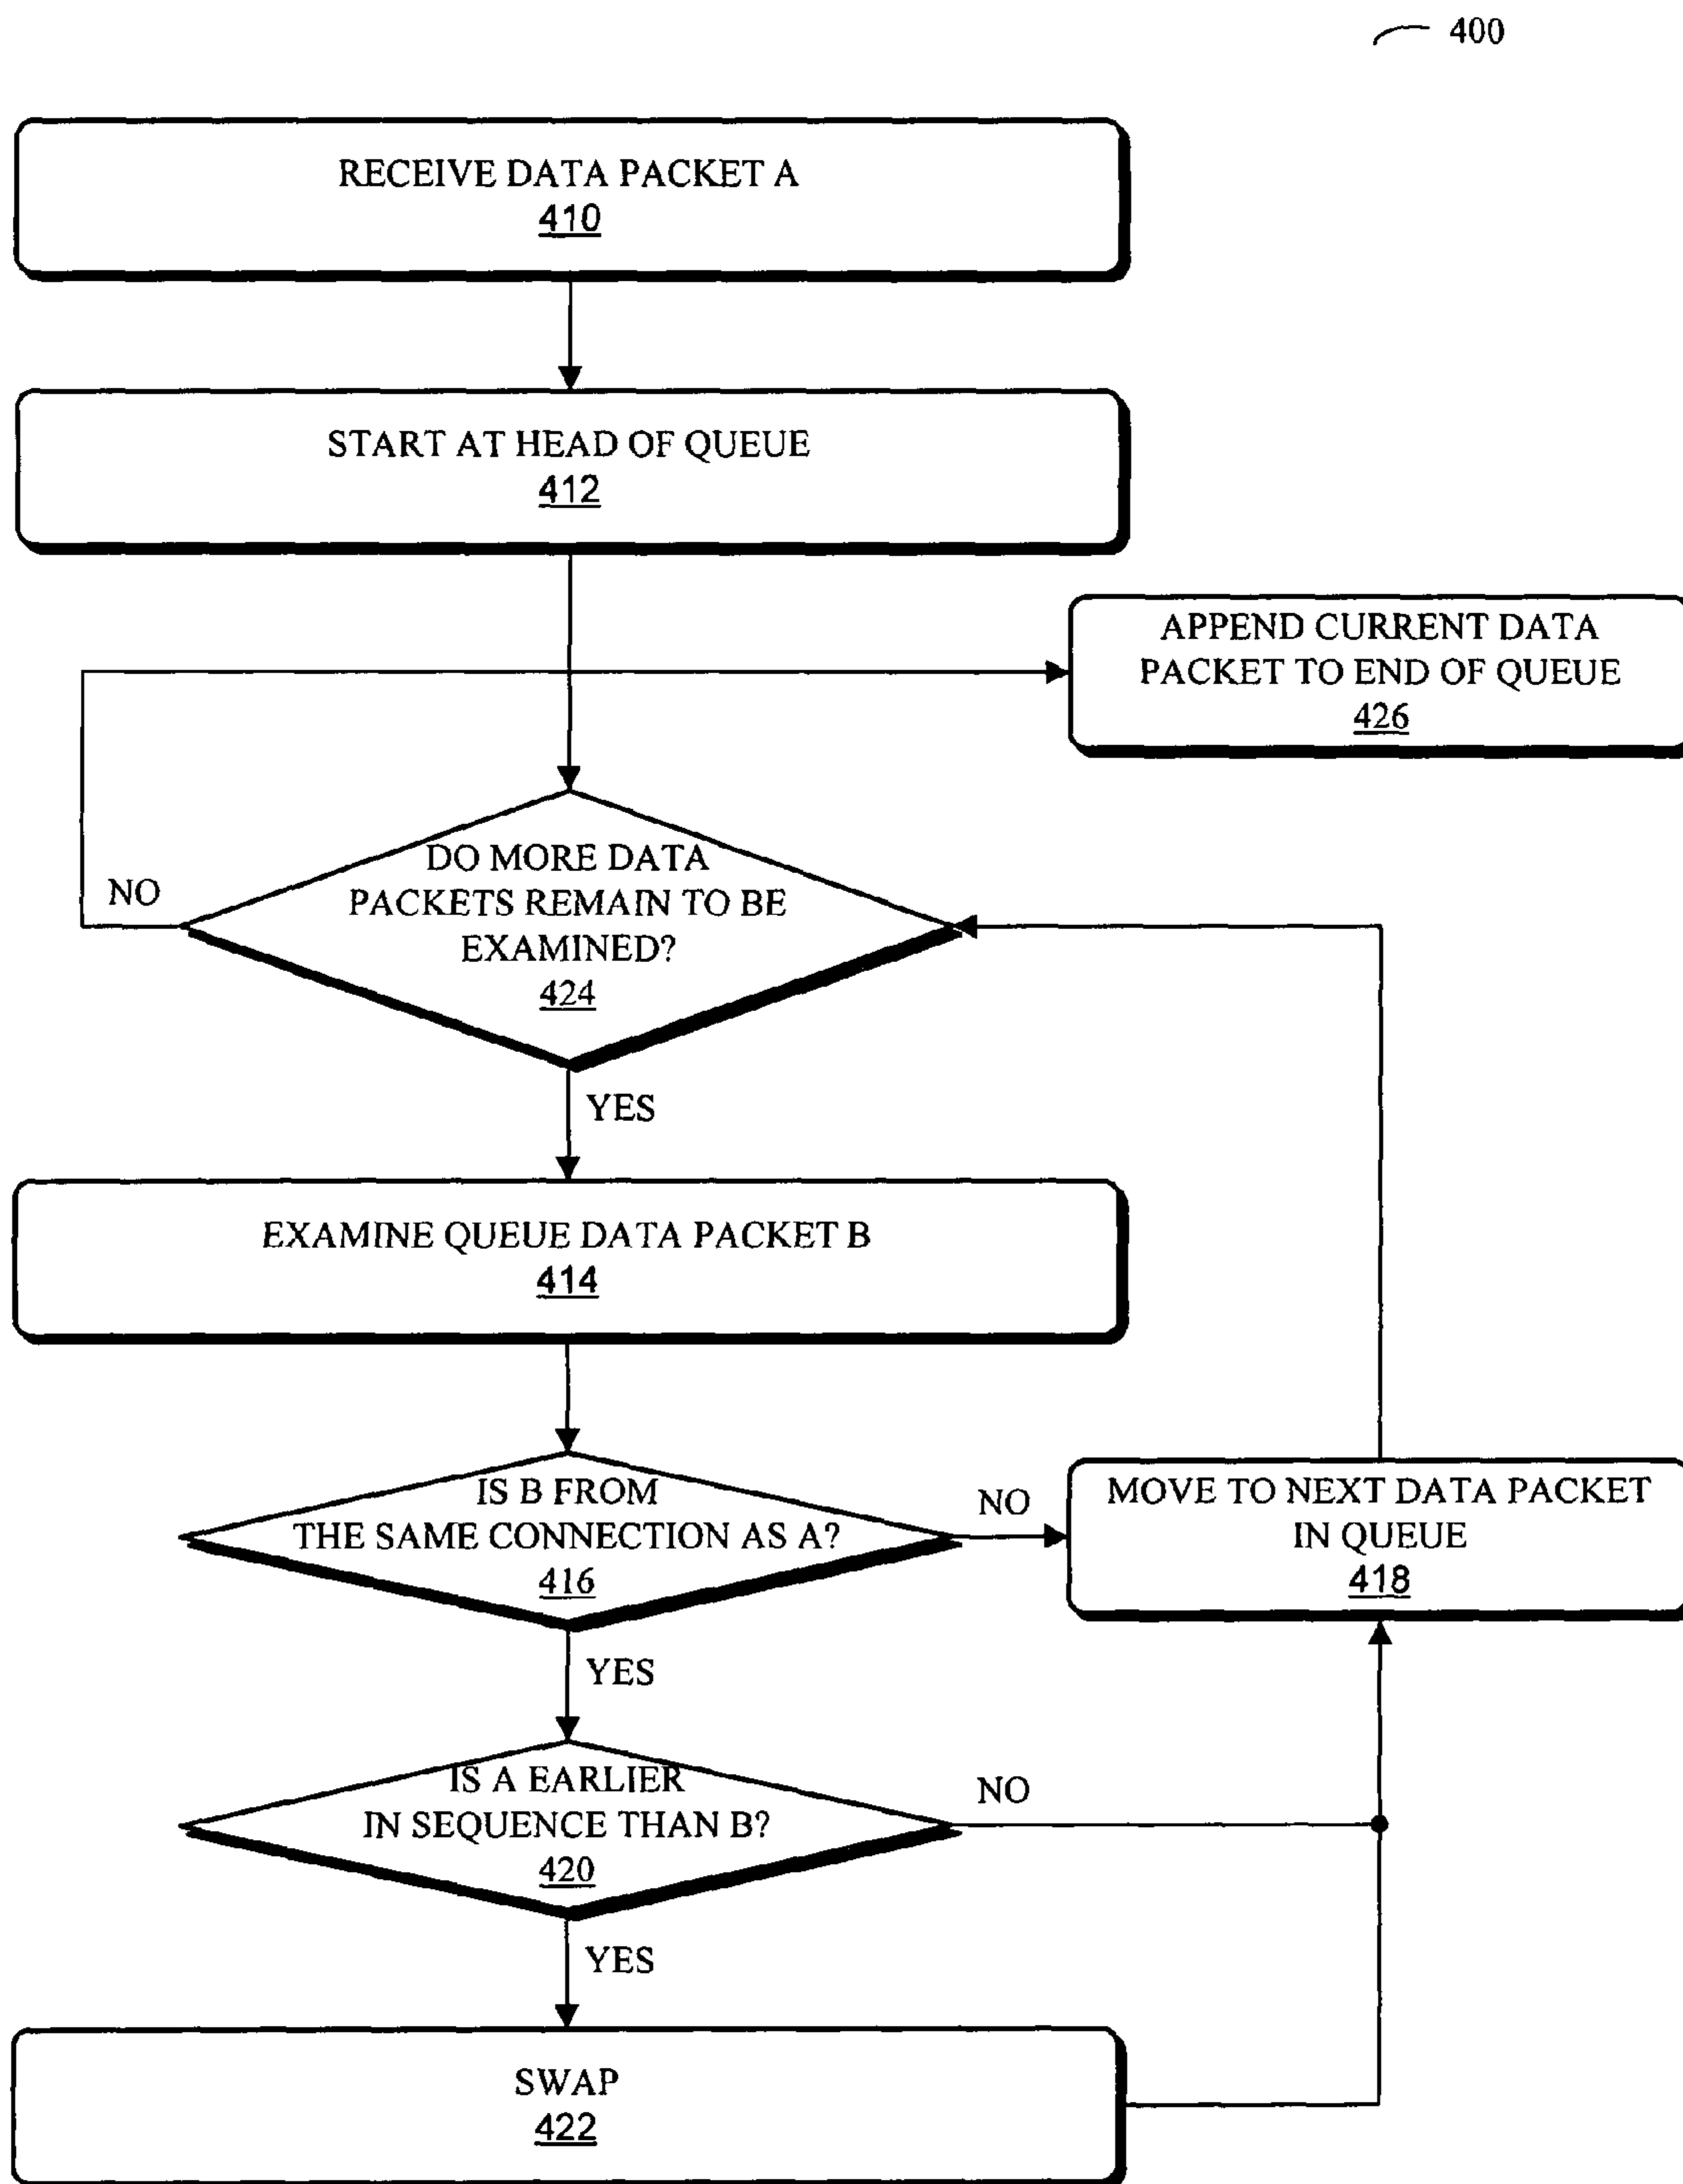 400
RECEIVE DATA PACKET A
410
START AT HEAD OF QUEUE
412
APPEND CURRENT DATA
PACKET TO END OF QUEUE
426
DO MORE DATA
PACKETS REMAIN TO BE
EXAMINED?
424
NO
YES
EXAMINE QUEUE DATA PACKET B
414
IS B FROM
THE SAME CONNECTION AS A?
416
NO
MOVE TO NEXT DATA PACKET
IN QUEUE
418
YES
IS A EARLIER
IN SEQUENCE THAN B?
420
NO
YES
SWAP
422